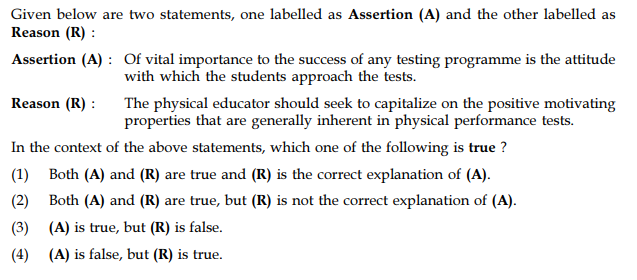 Given below are two statements, one labelled as Assertion (A) and the other labelled as
Reason (R) :
Assertion (A) : Of vital importance to the success of any testing programme is the attitude
with which the students approach the tests.
Reason (R) : The physical educator should seek to capitalize on the positive motivating
properties that are generally inherent in physical performance tests.
In the context of the above statements, which one of the following is true ?
(1) Both (A) and (R) are true and (R) is the correct explanation of (A).
(2) Both (A) and (R) are true, but (R) is not the correct explanation of (A).
(3) (A) is true, but (R) is false.
(4) (A) is false, but (R) is true.